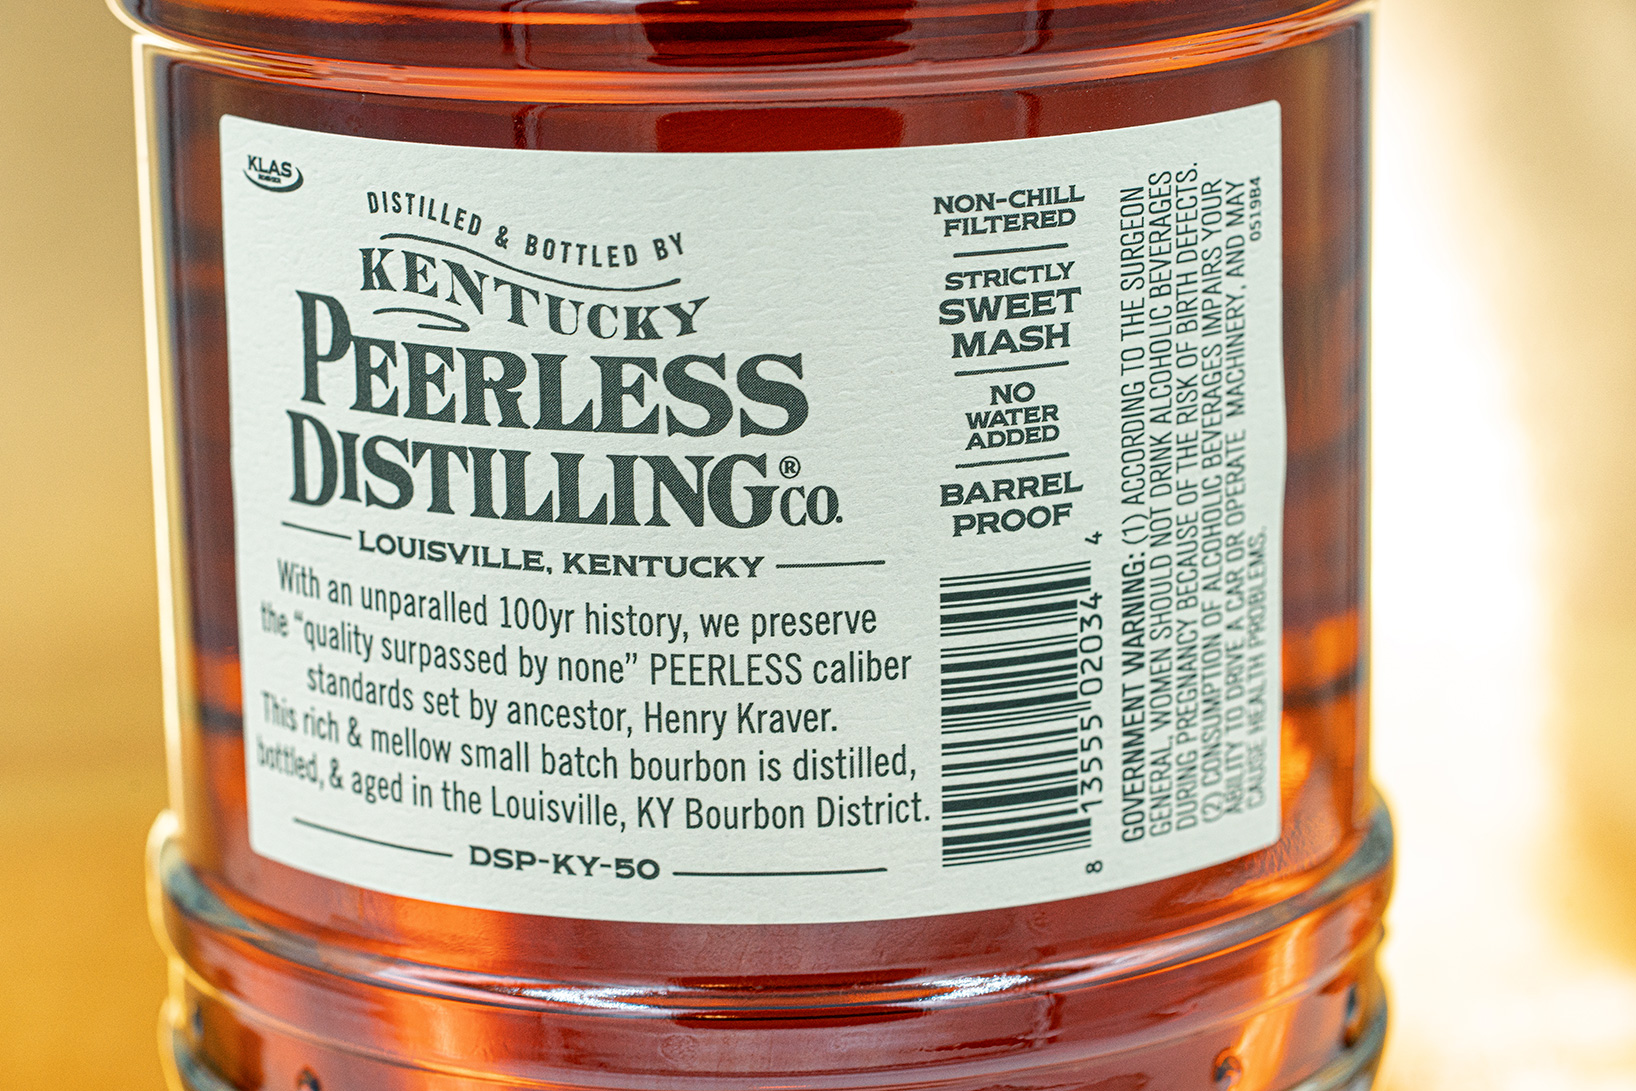 KLAS
DISTILLED & BOTTLED BY
KENTUCKY
PEERLESS
DISTILLING®CO.
LOUISVILLE, KENTUCKY
With an unparalled 100yr history, we preserve
the “quality surpassed by none” PEERLESS caliber
standards set by ancestor, Henry Kraver.
This rich & mellow small batch bourbon is distilled,
bottled, & aged in the Louisville, KY Bourbon District.
DSP-KY-50
NON-CHILL
FILTERED
STRICTLY
SWEET
MASH
NO
WATER
ADDED
BARREL
PROOF
8 13555 02034 4
GOVERNMENT WARNING: (1) ACCORDING TO THE SURGEON
GENERAL, WOMEN SHOULD NOT DRINK ALCOHOLIC BEVERAGES
DURING PREGNANCY BECAUSE OF THE RISK OF BIRTH DEFECTS.
(2) CONSUMPTION OF ALCOHOLIC BEVERAGES IMPAIRS YOUR
ABILITY TO DRIVE A CAR OR OPERATE MACHINERY, AND MAY
CAUSE HEALTH PROBLEMS.
051984